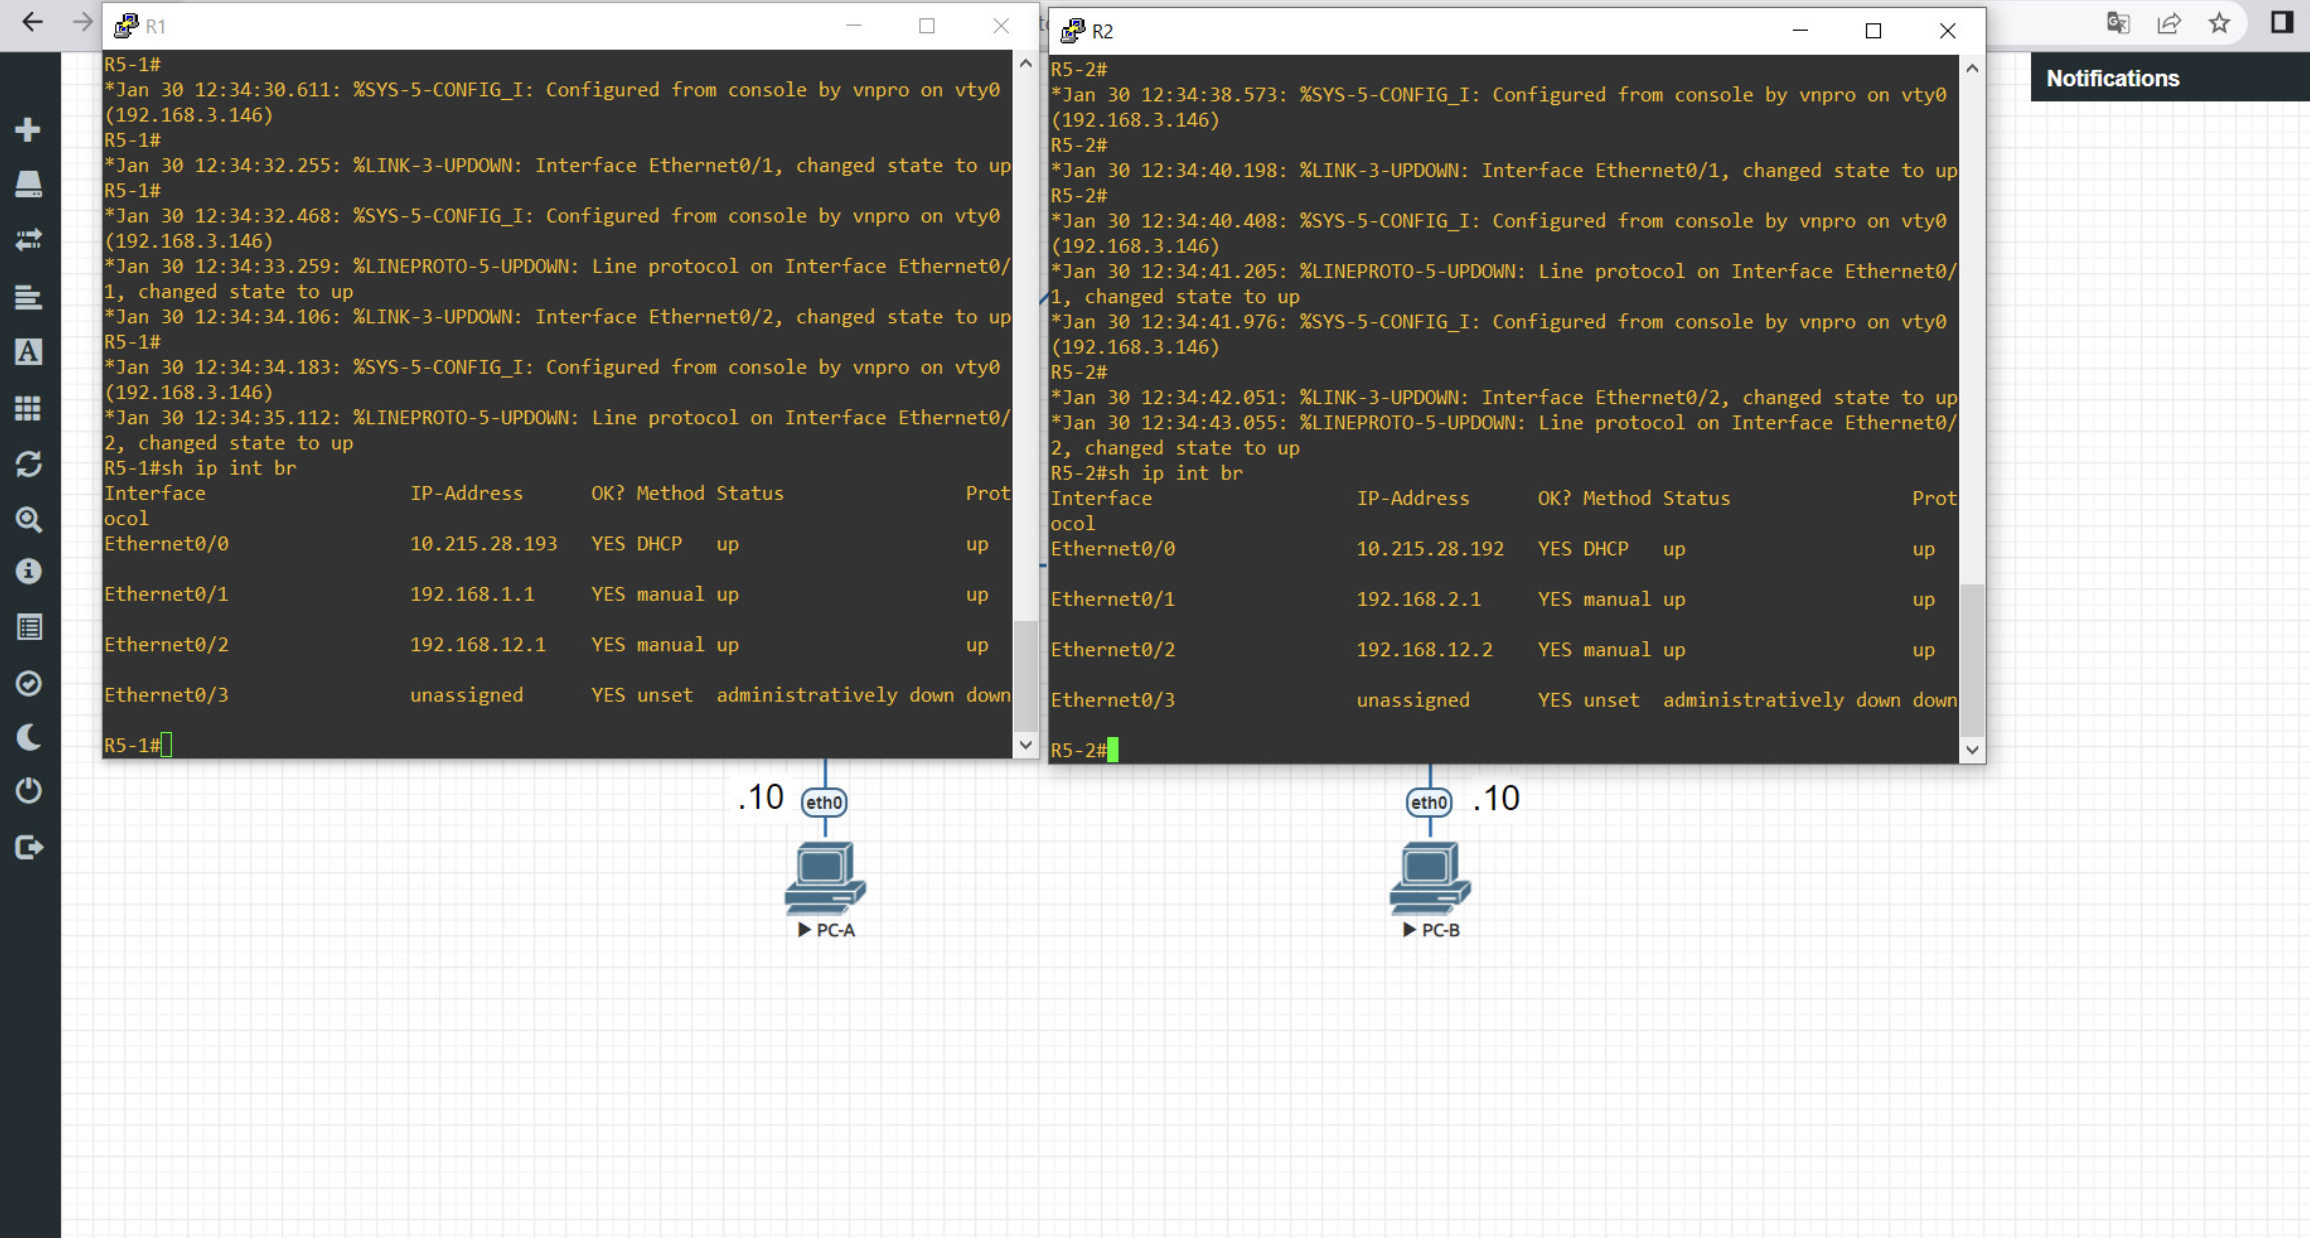 R1
R5-1#
*Jan 30 12:34:30.611: %SYS-5-CONFIG_I: Configured from console by vnpro on vty0
(192.168.3.146)
R5-1#
*Jan 30 12:34:32.255: %LINK-3-UPDOWN: Interface Ethernet0/1, changed state to up
R5-1#
*Jan 30 12:34:32.468: %SYS-5-CONFIG_I: Configured from console by vnpro on vty0
(192.168.3.146)
*Jan 30 12:34:33.259: %LINEPROTO-5-UPDOWN: Line protocol on Interface Ethernet0/
1, changed state to up
*Jan 30 12:34:34.106: %LINK-3-UPDOWN: Interface Ethernet0/2, changed state to up
R5-1#
*Jan 30 12:34:34.183: %SYS-5-CONFIG_I: Configured from console by vnpro on vty0
(192.168.3.146)
*Jan 30 12:34:35.112: %LINEPROTO-5-UPDOWN: Line protocol on Interface Ethernet0/
2, changed state to up
R5-1#sh ip int br
Interface IP-Address OK? Method Status Prot
ocol
Ethernet0/0 10.215.28.193 YES DHCP up up
Ethernet0/1 192.168.1.1 YES manual up up
Ethernet0/2 192.168.12.1 YES manual up up
Ethernet0/3 unassigned YES unset administratively down down
R5-1#
R2
R5-2#
*Jan 30 12:34:38.573: %SYS-5-CONFIG_I: Configured from console by vnpro on vty0
(192.168.3.146)
R5-2#
*Jan 30 12:34:40.198: %LINK-3-UPDOWN: Interface Ethernet0/1, changed state to up
R5-2#
*Jan 30 12:34:40.408: %SYS-5-CONFIG_I: Configured from console by vnpro on vty0
(192.168.3.146)
*Jan 30 12:34:41.205: %LINEPROTO-5-UPDOWN: Line protocol on Interface Ethernet0/
1, changed state to up
*Jan 30 12:34:41.976: %SYS-5-CONFIG_I: Configured from console by vnpro on vty0
(192.168.3.146)
R5-2#
*Jan 30 12:34:42.051: %LINK-3-UPDOWN: Interface Ethernet0/2, changed state to up
*Jan 30 12:34:43.055: %LINEPROTO-5-UPDOWN: Line protocol on Interface Ethernet0/
2, changed state to up
R5-2#sh ip int br
Interface IP-Address OK? Method Status Prot
ocol
Ethernet0/0 10.215.28.192 YES DHCP up up
Ethernet0/1 192.168.2.1 YES manual up up
Ethernet0/2 192.168.12.2 YES manual up up
Ethernet0/3 unassigned YES unset administratively down down
R5-2#
Notifications
.10 eth0
eth0 .10
PC-A
PC-B